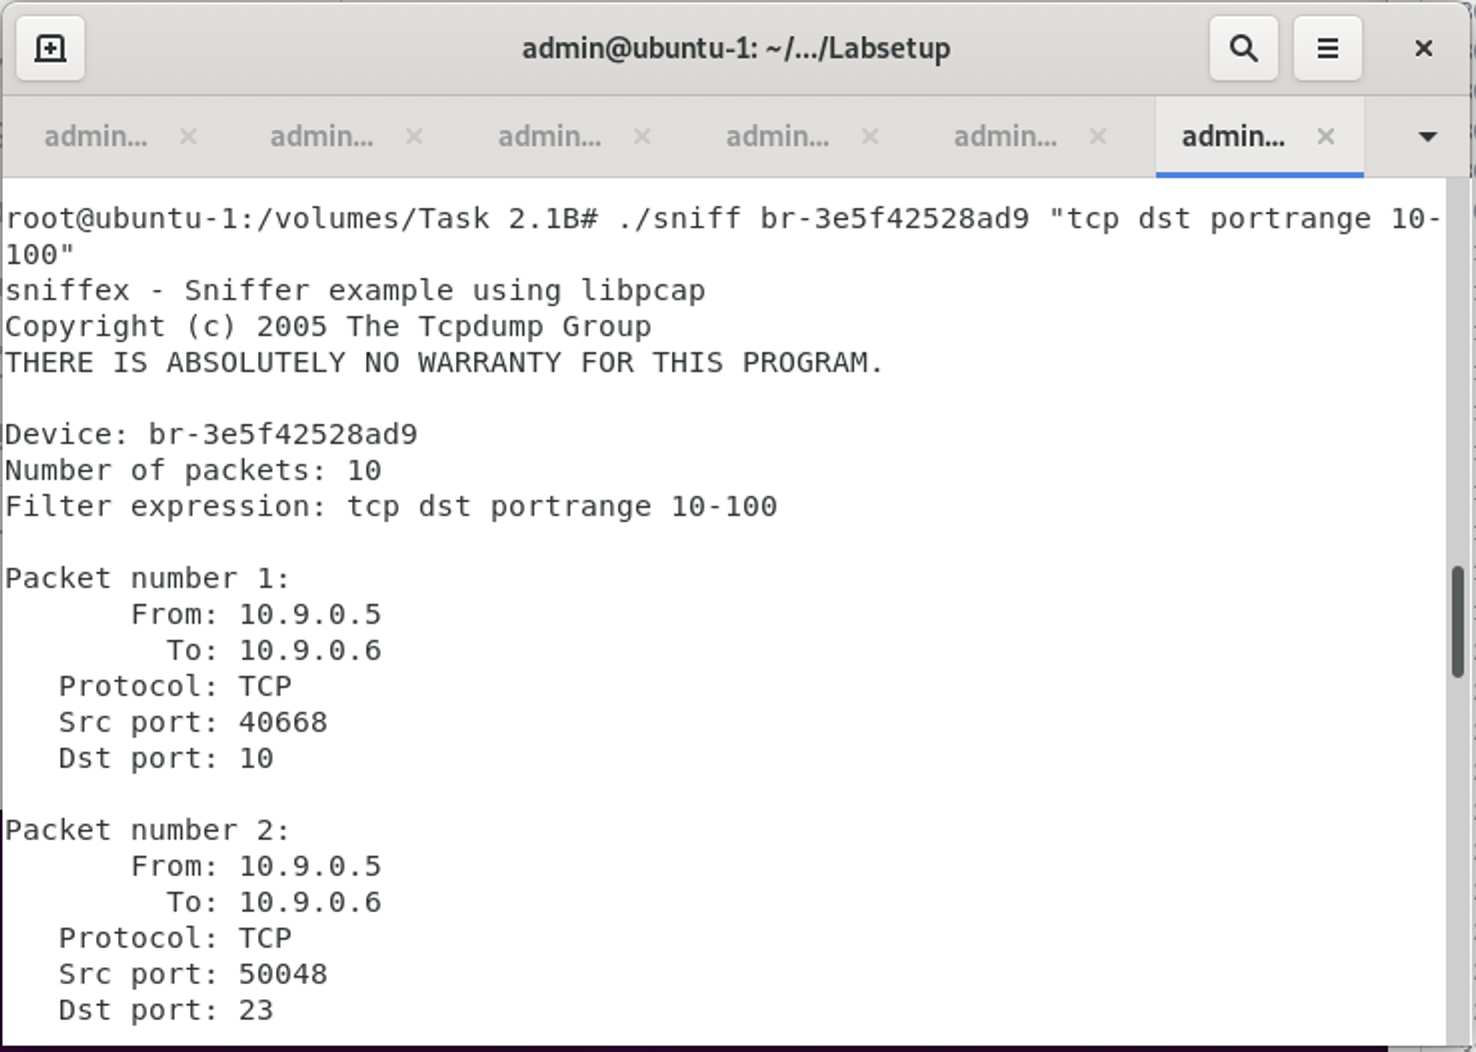 admin@ubuntu-1: ~/.../Labsetup
admin... admin... admin... admin... admin... admin...
root@ubuntu-1:/volumes/Task 2.1B# ./sniff br-3e5f42528ad9 "tcp dst portrange 10-
100"
sniffex - Sniffer example using libpcap
Copyright (c) 2005 The Tcpdump Group
THERE IS ABSOLUTELY NO WARRANTY FOR THIS PROGRAM.
Device: br-3e5f42528ad9
Number of packets: 10
Filter expression: tcp dst portrange 10-100
Packet number 1:
From: 10.9.0.5
To: 10.9.0.6
Protocol: TCP
Src port: 40668
Dst port: 10
Packet number 2:
From: 10.9.0.5
To: 10.9.0.6
Protocol: TCP
Src port: 50048
Dst port: 23